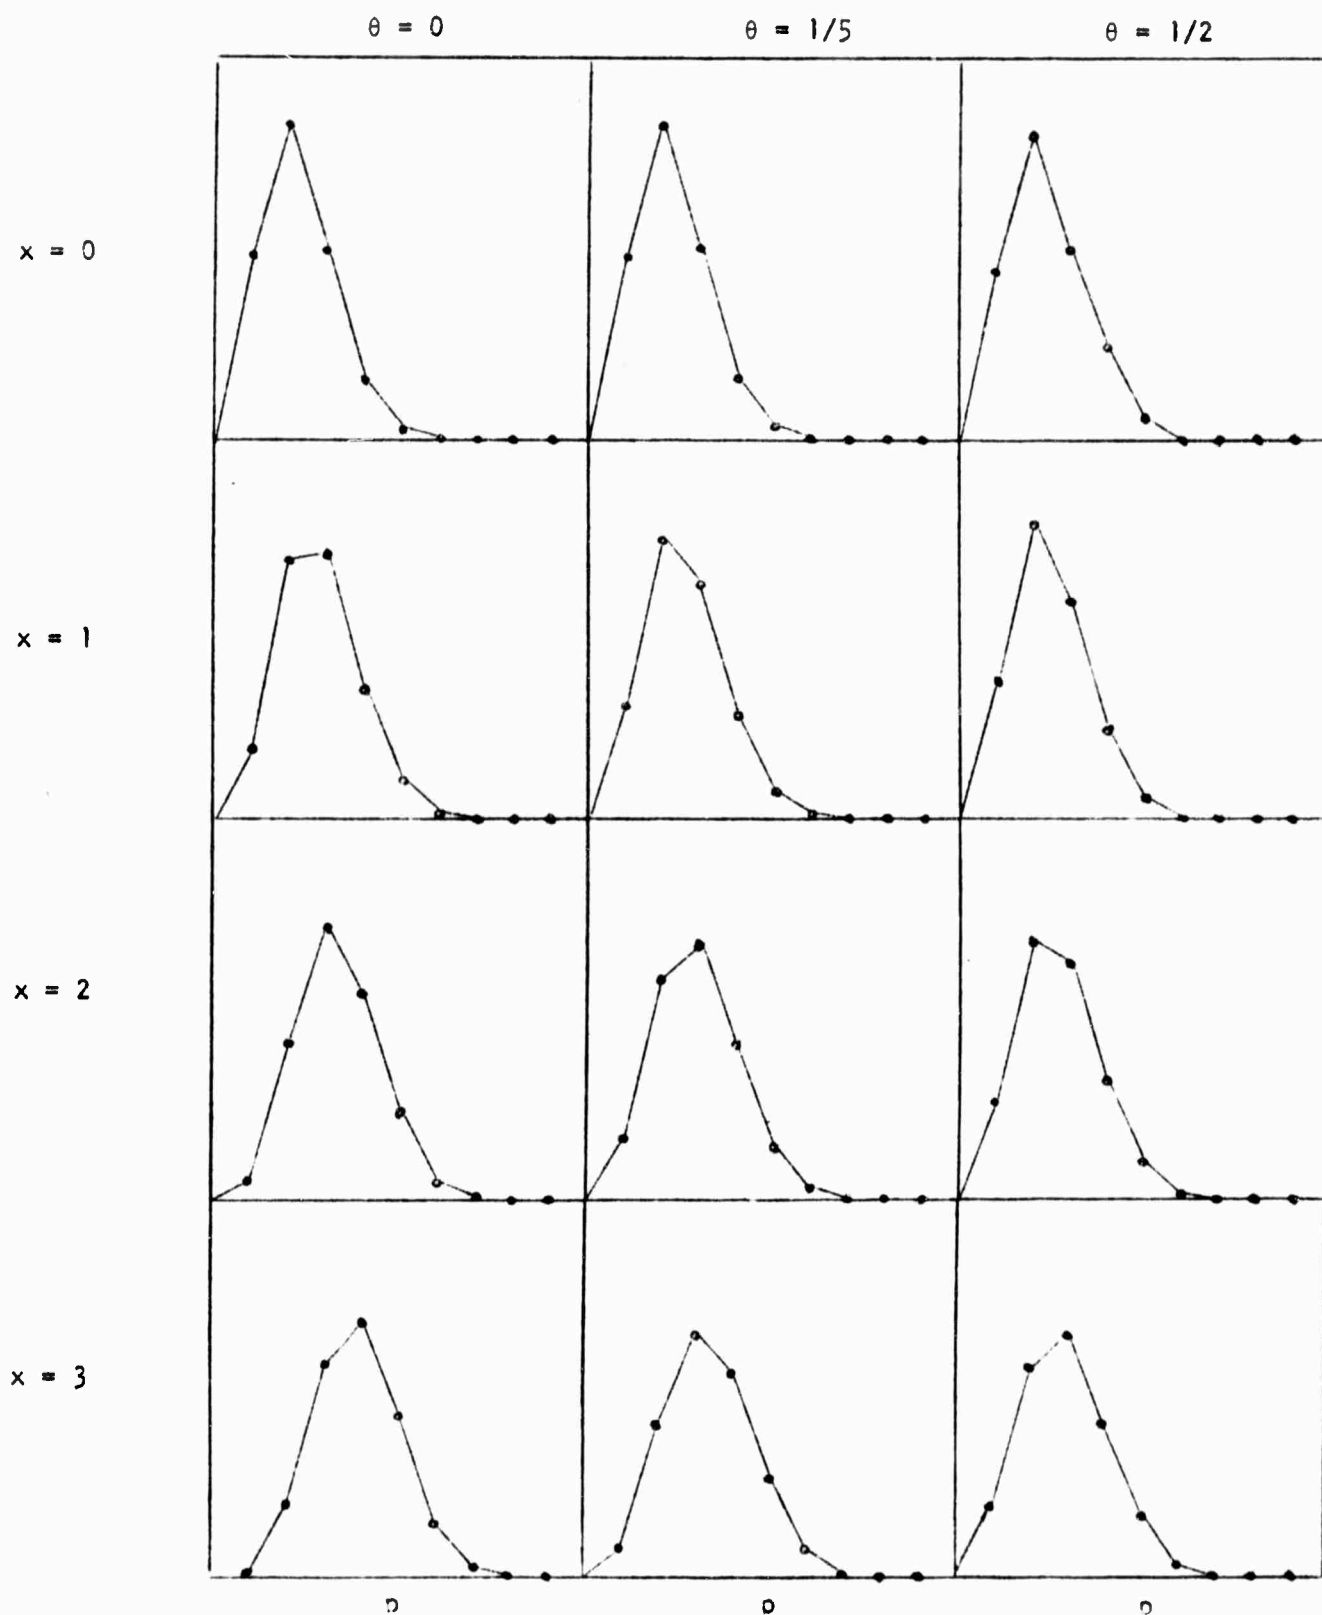 θ = 0 θ = 1/5 θ = 1/2
x = 0
x = 1
x = 2
x = 3